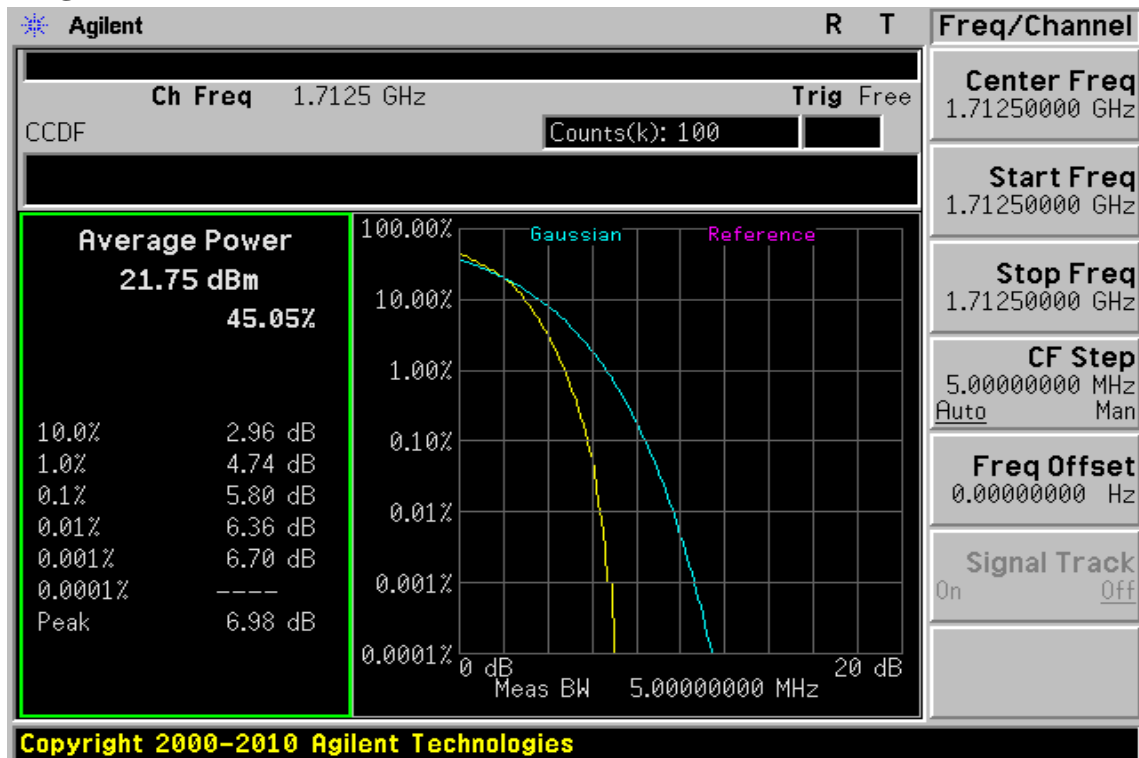 Agilent R T
Freq/Channel
Ch Freq 1.7125 GHz Trig Free
CCDF Counts(k): 100
Average Power
21.75 dBm
45.05%
10.0% 2.96 dB
1.0% 4.74 dB
0.1% 5.80 dB
0.01% 6.36 dB
0.001% 6.70 dB
0.0001% ----
Peak 6.98 dB
Gaussian Reference
100.00%
10.00%
1.00%
0.10%
0.01%
0.001%
0.0001%
0 dB 20 dB
Meas BW 5.00000000 MHz
Center Freq
1.71250000 GHz
Start Freq
1.71250000 GHz
Stop Freq
1.71250000 GHz
CF Step
5.00000000 MHz
Auto Man
Freq Offset
0.00000000 Hz
Signal Track
On Off
Copyright 2000-2010 Agilent Technologies